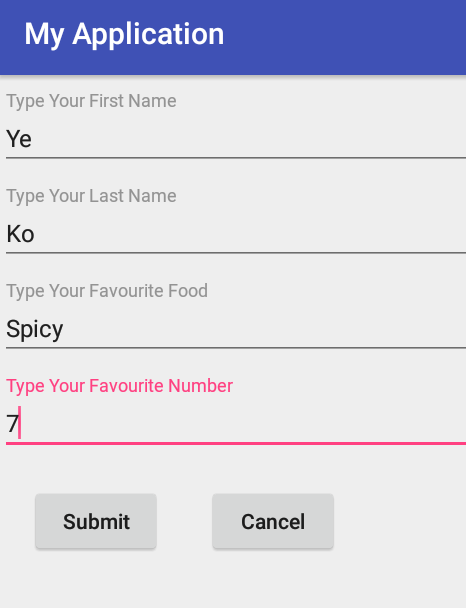 My Application
Type Your First Name
Ye
Type Your Last Name
Ko
Type Your Favourite Food
Spicy
Type Your Favourite Number
7
Submit Cancel